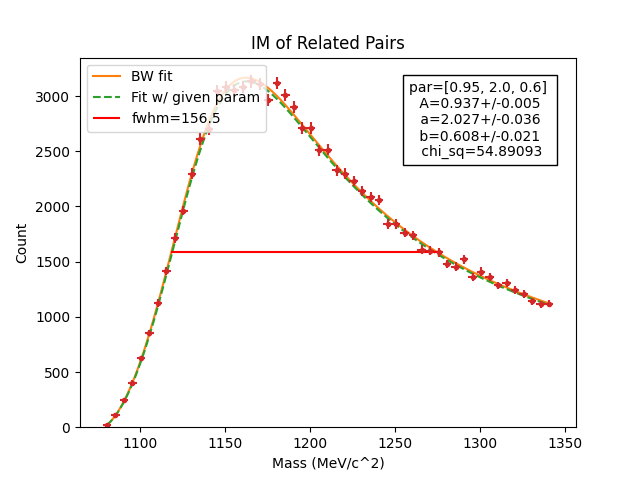 IM of Related Pairs
BW fit
Fit w/ given param
fwhm=156.5
par=[0.95, 2.0, 0.6]
A=0.937+/-0.005
a=2.027+/-0.036
b=0.608+/-0.021
chi_sq=54.89093
Count
3000
2500
2000
1500
1000
500
0
1100
1150
1200
1250
1300
1350
Mass (MeV/c^2)